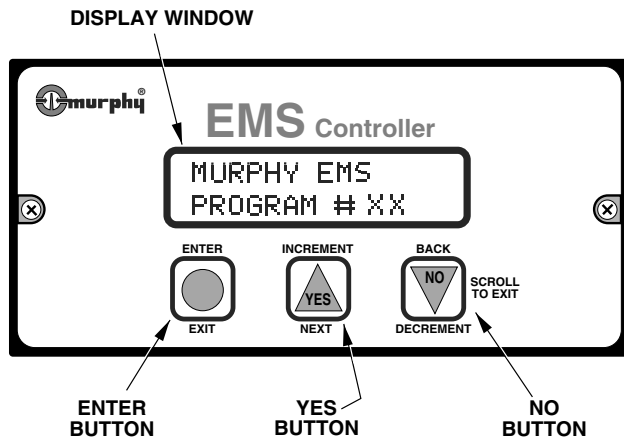 DISPLAY WINDOW
murphy®
EMS Controller
MURPHY EMS
PROGRAM # XX
ENTER
INCREMENT
BACK
YES
NO
SCROLL
TO EXIT
EXIT
NEXT
DECREMENT
ENTER
BUTTON
YES
BUTTON
NO
BUTTON